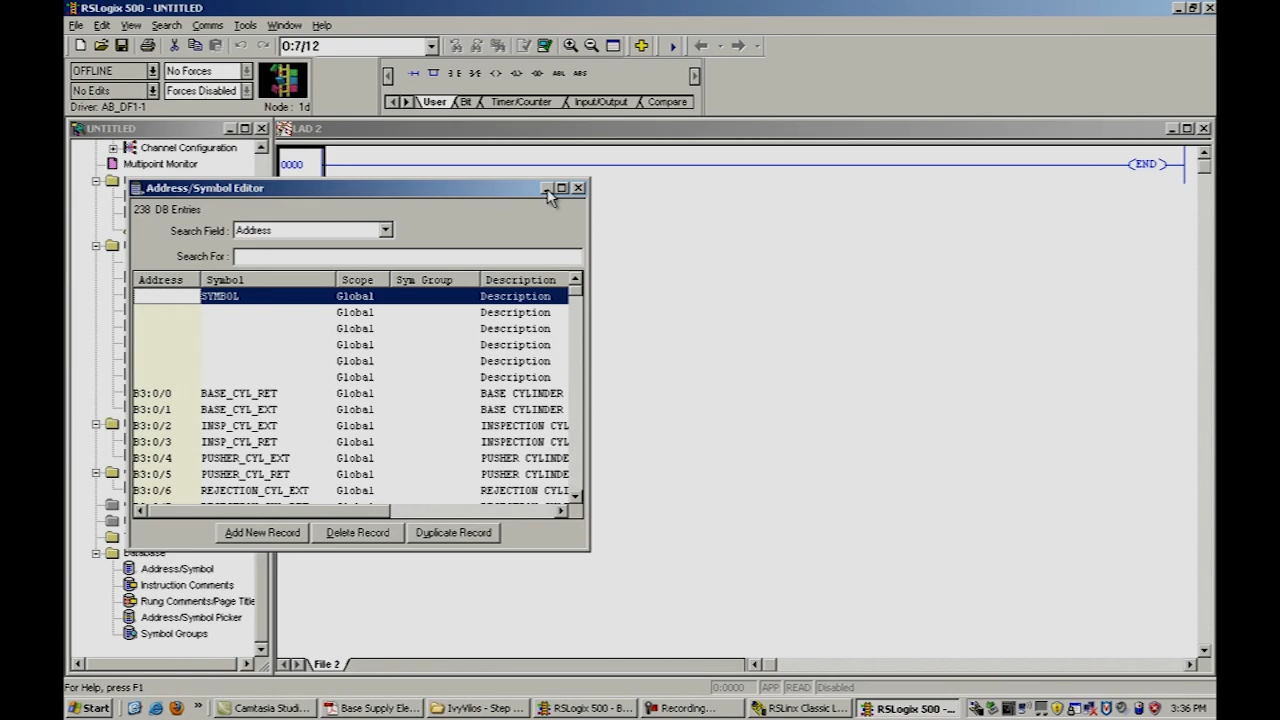 RSLogix 500 - UNTITLED
File Edit View Search Comms Tools Window Help
0:7/12
OFFLINE No Forces
No Edits Forces Disabled
Driver: AB_DF1-1 Node : 1d
User Bit Timer/Counter Input/Output Compare
UNTITLED
LAD 2
Channel Configuration
Multipoint Monitor
0000
END
Address/Symbol Editor
238 DB Entries
Search Field : Address
Search For :
Address Symbol Scope Sym Group Description
SYMBOL Global Description
Global Description
Global Description
Global Description
Global Description
Global Description
B3:0/0 BASE_CYL_RET Global BASE CYLINDER
B3:0/1 BASE_CYL_EXT Global BASE CYLINDER
B3:0/2 INSP_CYL_EXT Global INSPECTION CYL
B3:0/3 INSP_CYL_RET Global INSPECTION CYL
B3:0/4 PUSHER_CYL_EXT Global PUSHER CYLINDE
B3:0/5 PUSHER_CYL_RET Global PUSHER CYLINDE
B3:0/6 REJECTION_CYL_EXT Global REJECTION CYLI
Add New Record Delete Record Duplicate Record
Database
Address/Symbol
Instruction Comments
Rung Comments/Page Title
Address/Symbol Picker
Symbol Groups
File 2
For Help, press F1
0:0000 APP READ Disabled
Start Camtasia Studi... Base Supply Ele... IvyVilos - Step ... RSLogix 500 - B... Recording... RSLinx Classic L... RSLogix 500 -... 3:36 PM